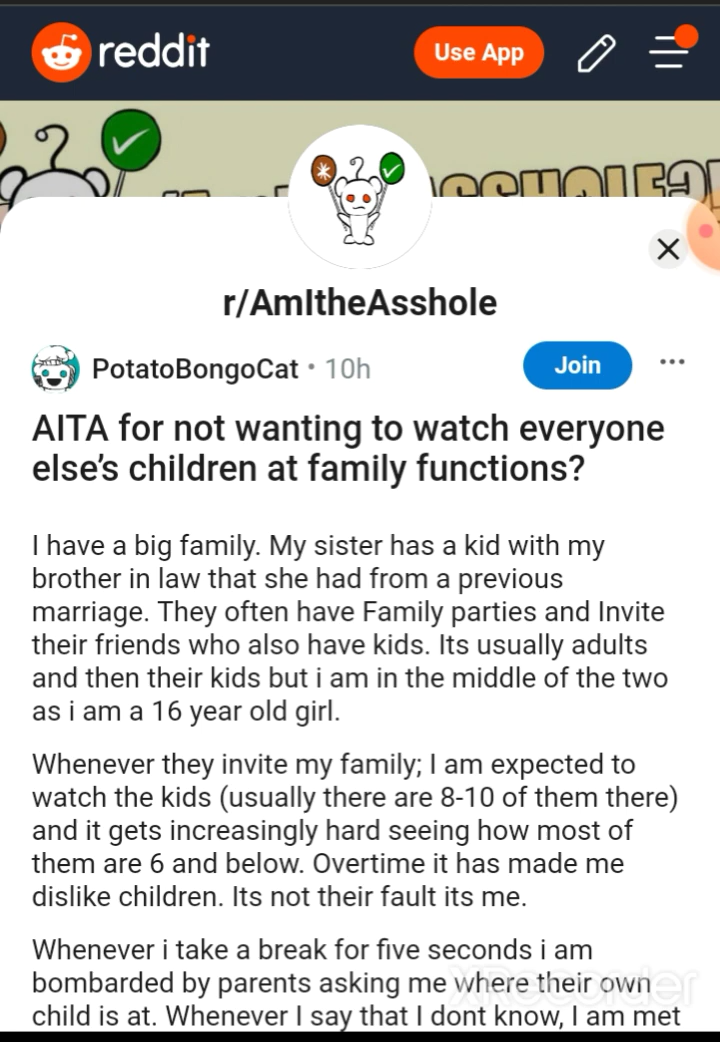 reddit
Use App
r/AmItheAsshole
PotatoBongoCat • 10h
Join
AITA for not wanting to watch everyone
else's children at family functions?
I have a big family. My sister has a kid with my
brother in law that she had from a previous
marriage. They often have Family parties and Invite
their friends who also have kids. Its usually adults
and then their kids but i am in the middle of the two
as i am a 16 year old girl.
Whenever they invite my family; I am expected to
watch the kids (usually there are 8-10 of them there)
and it gets increasingly hard seeing how most of
them are 6 and below. Overtime it has made me
dislike children. Its not their fault its me.
Whenever i take a break for five seconds i am
bombarded by parents asking me where their own
child is at. Whenever I say that I dont know, I am met
XRecorder